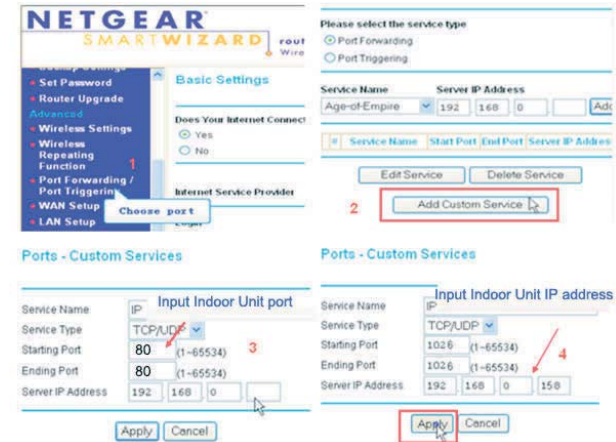 NETGEAR
SMARTWIZARD
rout
Wire
Backup Settings
Set Password
Router Upgrade
Advanced
Wireless Settings
Wireless
Repeating
Function
Port Forwarding /
Port Triggering
WAN Setup
LAN Setup
1
Choose port
Basic Settings
Does Your Internet Connect
Yes
No
Internet Service Provider
Login
Please select the service type
Port Forwarding
Port Triggering
Service Name Server IP Address
Age-of-Empire 192 168 0 Add
# Service Name Start Port End Port Server IP Addres
Edit Service Delete Service
2 Add Custom Service
Ports - Custom Services
Input Indoor Unit port
Service Name IP
Service Type TCP/UDP
Starting Port 80 (1~65534) 3
Ending Port 80 (1~65534)
Server IP Address 192 168 0
Apply Cancel
Ports - Custom Services
Input Indoor Unit IP address
Service Name IP
Service Type TCP/UDP
Starting Port 1026 (1~65534) 4
Ending Port 1026 (1~65534)
Server IP Address 192 168 0 158
Apply Cancel